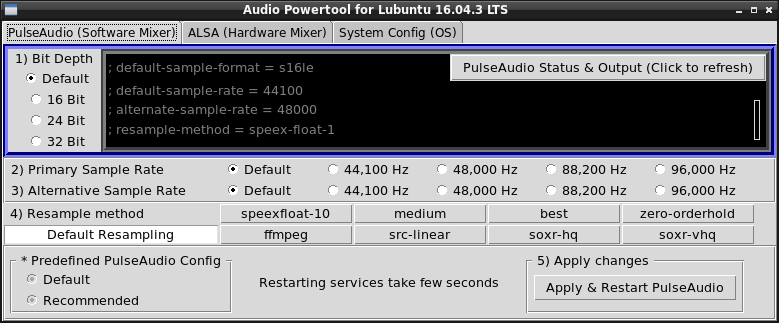 Audio Powertool for Lubuntu 16.04.3 LTS
PulseAudio (Software Mixer) ALSA (Hardware Mixer) System Config (OS)
1) Bit Depth
Default
16 Bit
24 Bit
32 Bit
; default-sample-format = s16le
PulseAudio Status & Output (Click to refresh)
; default-sample-rate = 44100
; alternate-sample-rate = 48000
; resample-method = speex-float-1
2) Primary Sample Rate Default 44,100 Hz 48,000 Hz 88,200 Hz 96,000 Hz
3) Alternative Sample Rate Default 44,100 Hz 48,000 Hz 88,200 Hz 96,000 Hz
4) Resample method speexfloat-10 medium best zero-orderhold
Default Resampling ffmpeg src-linear soxr-hq soxr-vhq
* Predefined PulseAudio Config
Default
Recommended
Restarting services take few seconds
5) Apply changes
Apply & Restart PulseAudio